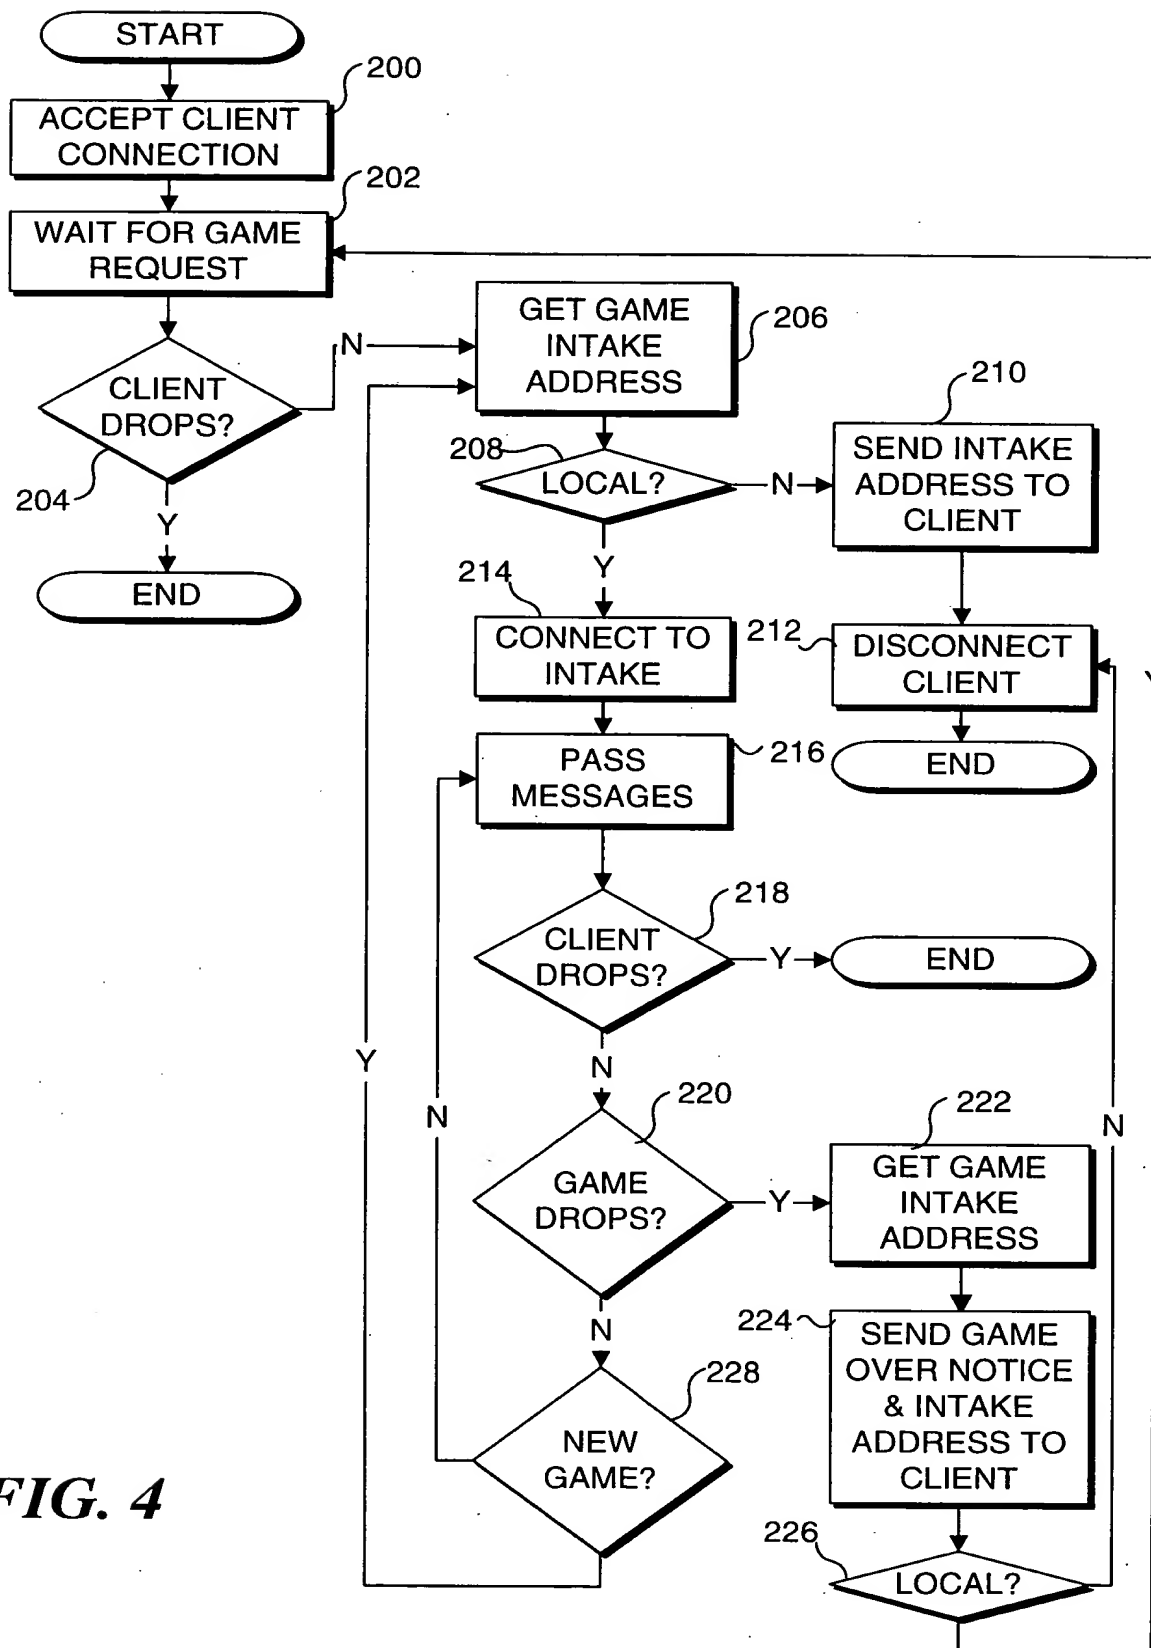 START
200
ACCEPT CLIENT
CONNECTION
202
WAIT FOR GAME
REQUEST
GET GAME
INTAKE
ADDRESS
206
N
CLIENT
DROPS?
204
Y
END
208
LOCAL?
N
210
SEND INTAKE
ADDRESS TO
CLIENT
Y
214
CONNECT TO
INTAKE
212
DISCONNECT
CLIENT
END
PASS
MESSAGES
216
218
CLIENT
DROPS?
Y
END
N
Y
N
220
GAME
DROPS?
Y
222
GET GAME
INTAKE
ADDRESS
N
N
224
SEND GAME
OVER NOTICE
& INTAKE
ADDRESS TO
CLIENT
228
NEW
GAME?
226
LOCAL?
FIG. 4